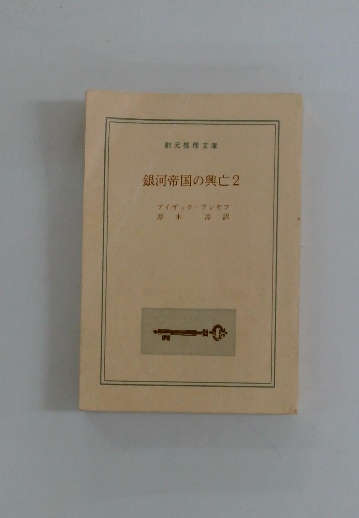 創元推理文庫
銀河帝国の興亡2
アイザック・アシモフ
厚木 淳訳